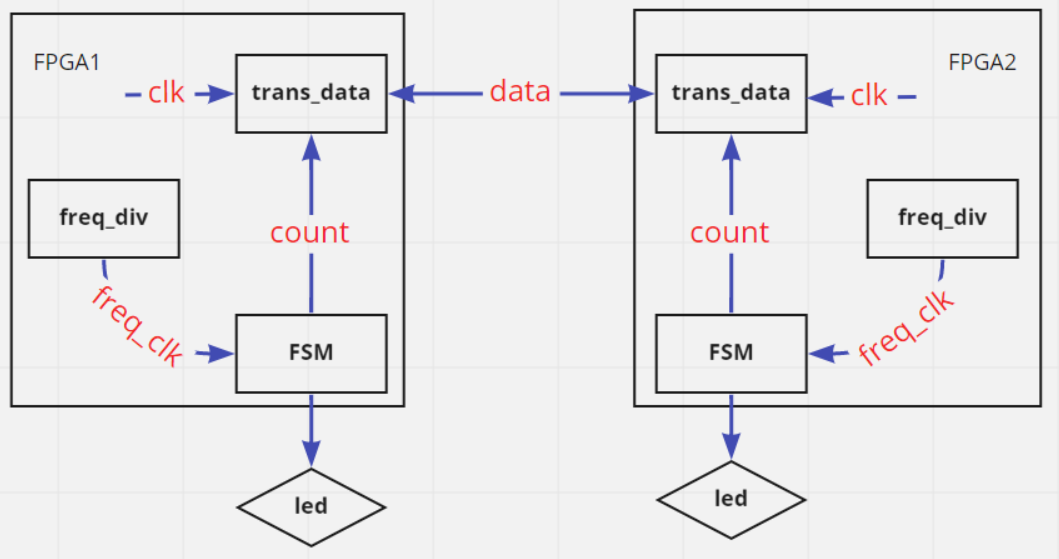 FPGA1
clk
trans_data
data
trans_data
clk
FPGA2
freq_div
count
count
freq_div
freq_clk
FSM
FSM
freq_clk
led
led